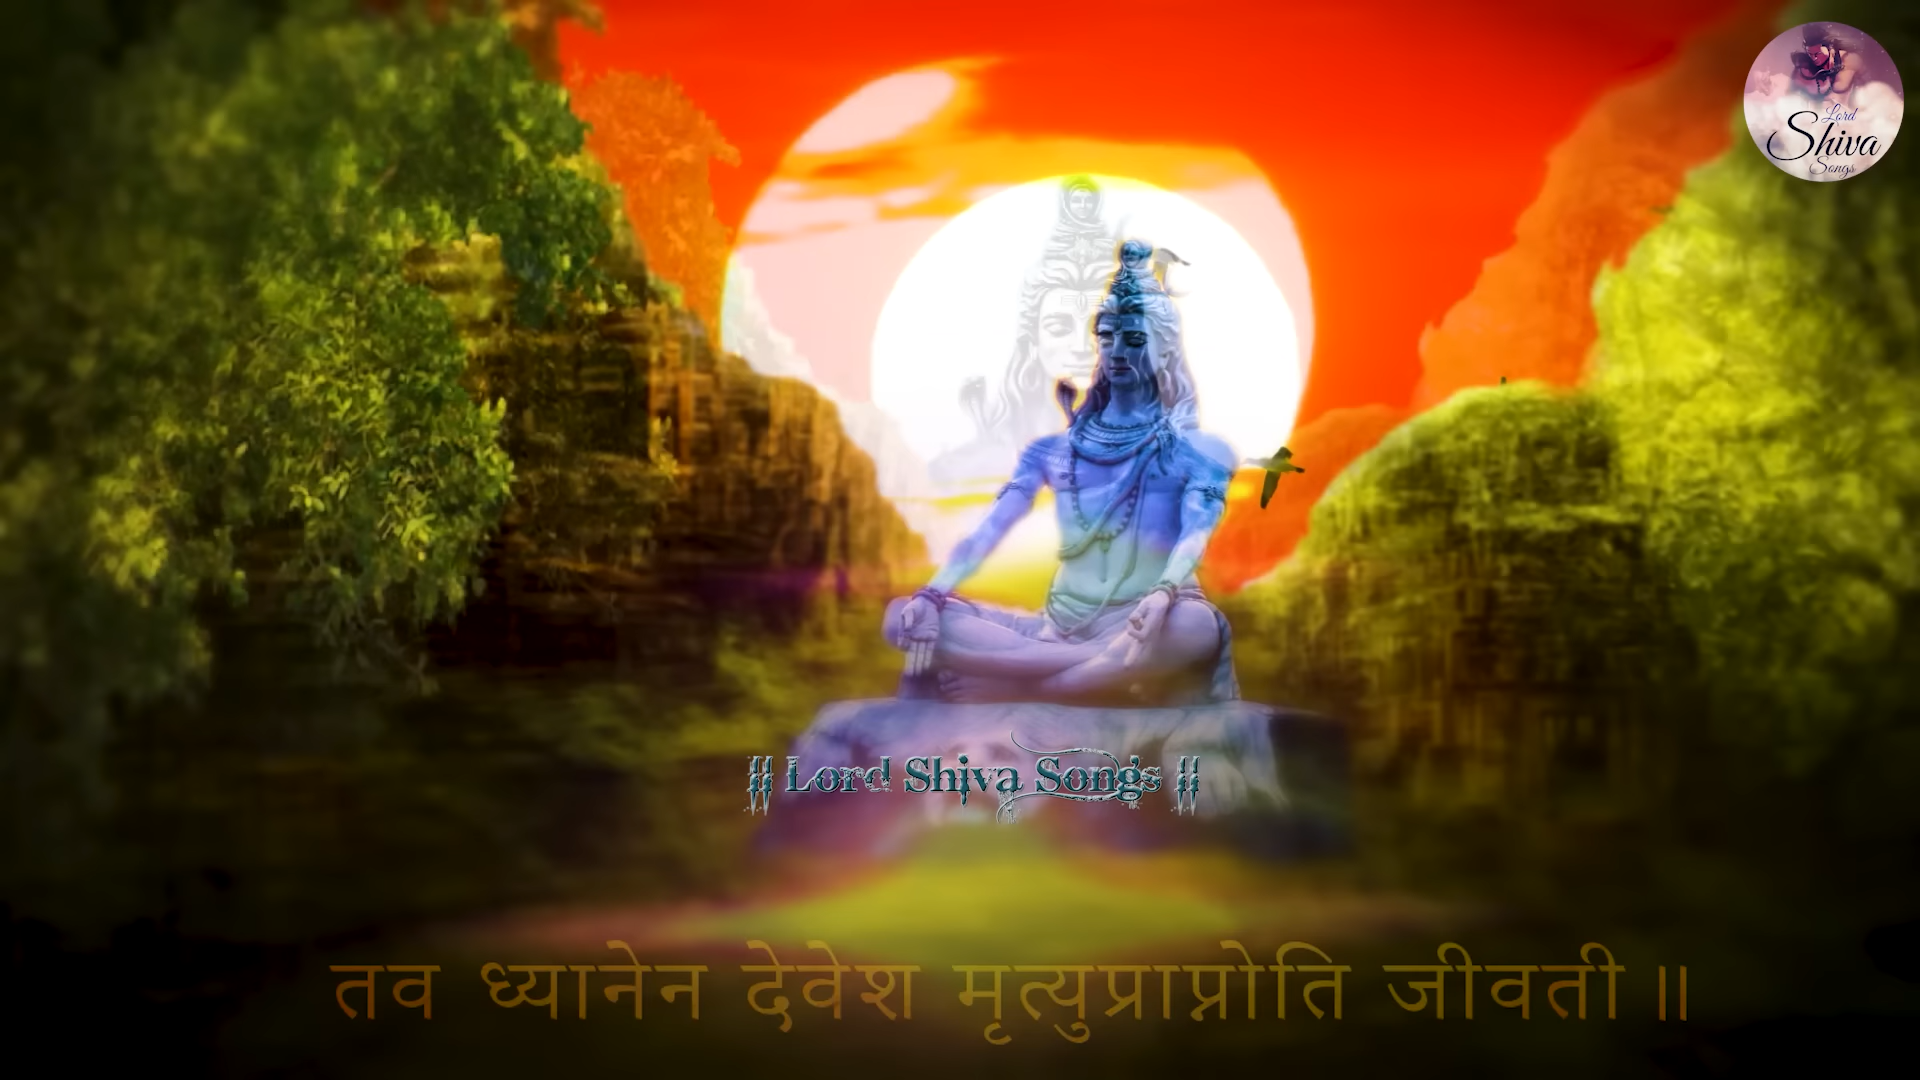 Lord
Shiva
Songs
|| Lord Shiva Songs ||
तव ध्यानेन देवेश मृत्युप्राप्नोति जीवती ॥